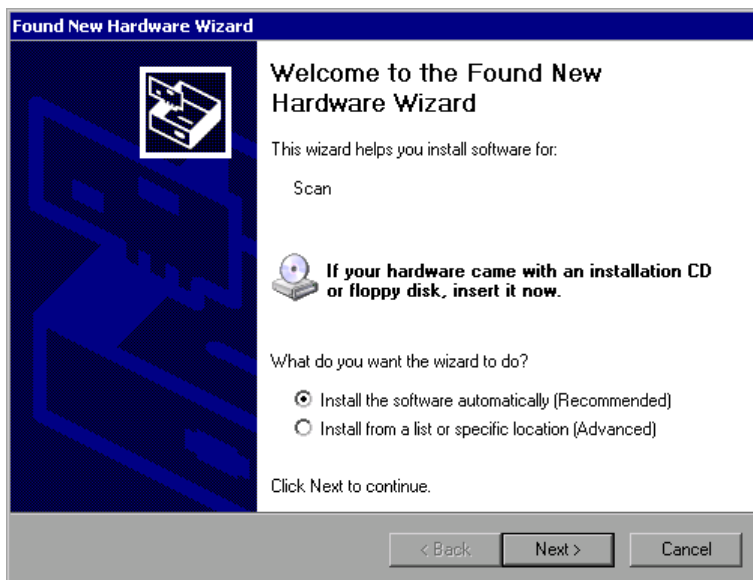 Found New Hardware Wizard
Welcome to the Found New
Hardware Wizard
This wizard helps you install software for:
Scan
If your hardware came with an installation CD
or floppy disk, insert it now.
What do you want the wizard to do?
Install the software automatically (Recommended)
Install from a list or specific location (Advanced)
Click Next to continue.
< Back
Next >
Cancel